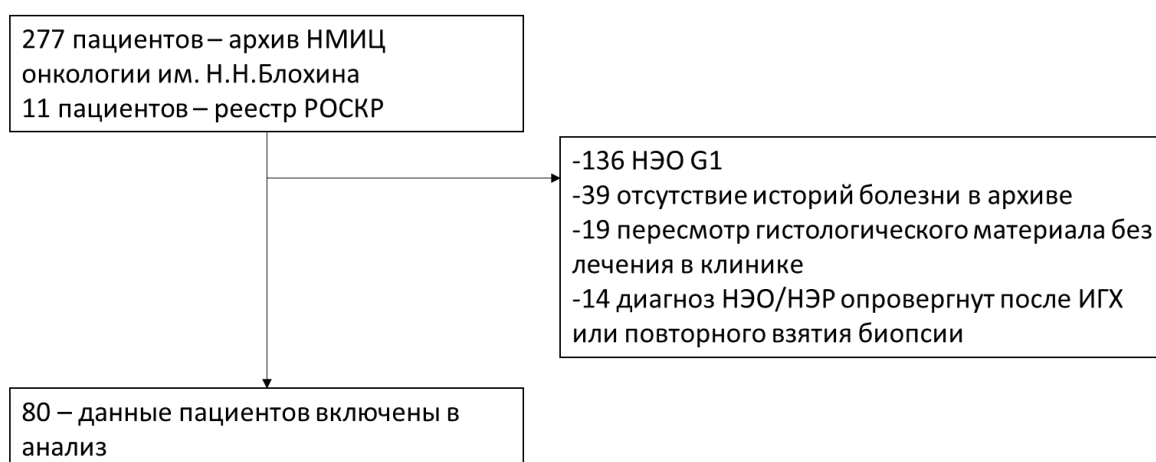 277 пациентов – архив НМИЦ
онкологии им. Н.Н.Блохина
11 пациентов – реестр РОСКР
-136 НЭО G1
-39 отсутствие историй болезни в архиве
-19 пересмотр гистологического материала без
лечения в клинике
-14 диагноз НЭО/НЭР опровергнут после ИГХ
или повторного взятия биопсии
80 – данные пациентов включены в
анализ